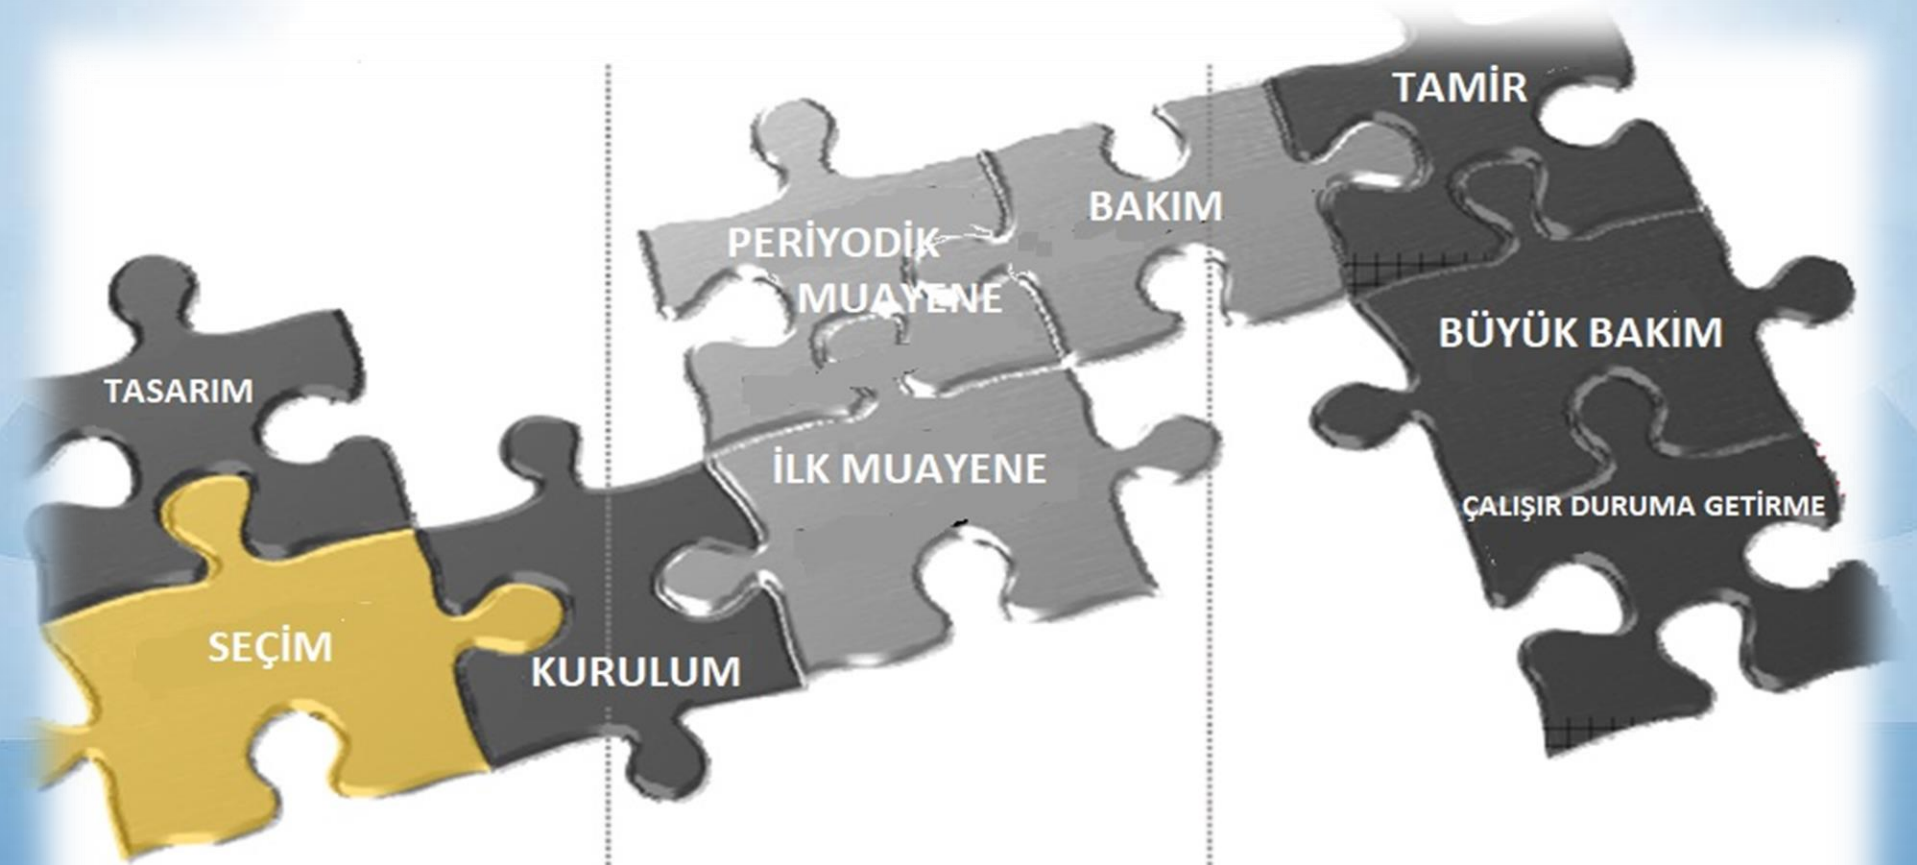 TASARIM
SEÇİM
KURULUM
İLK MUAYENE
PERİYODİK
MUAYENE
BAKIM
TAMİR
BÜYÜK BAKIM
ÇALIŞIR DURUMA GETİRME